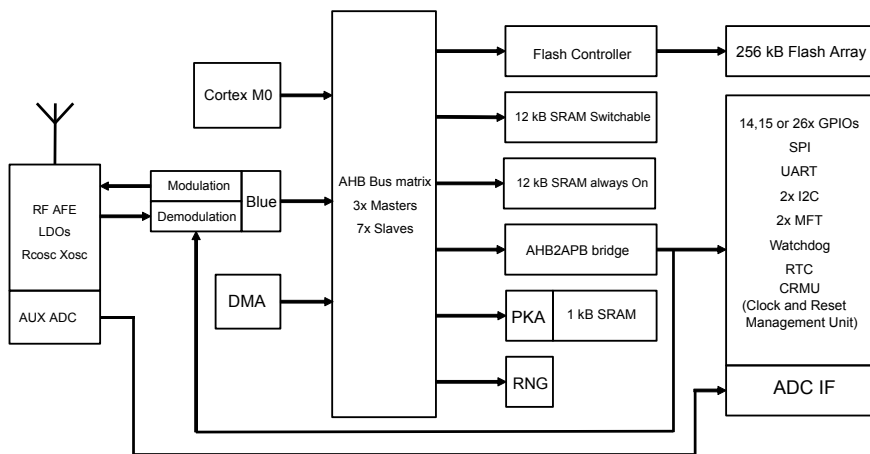 Cortex M0
RF AFE
LDOs
Rcosc Xosc
AUX ADC
Modulation
Demodulation
Blue
DMA
AHB Bus matrix
3x Masters
7x Slaves
Flash Controller
12 kB SRAM Switchable
12 kB SRAM always On
AHB2APB bridge
PKA
1 kB SRAM
RNG
256 kB Flash Array
14,15 or 26x GPIOs
SPI
UART
2x I2C
2x MFT
Watchdog
RTC
CRMU
(Clock and Reset
Management Unit)
ADC IF